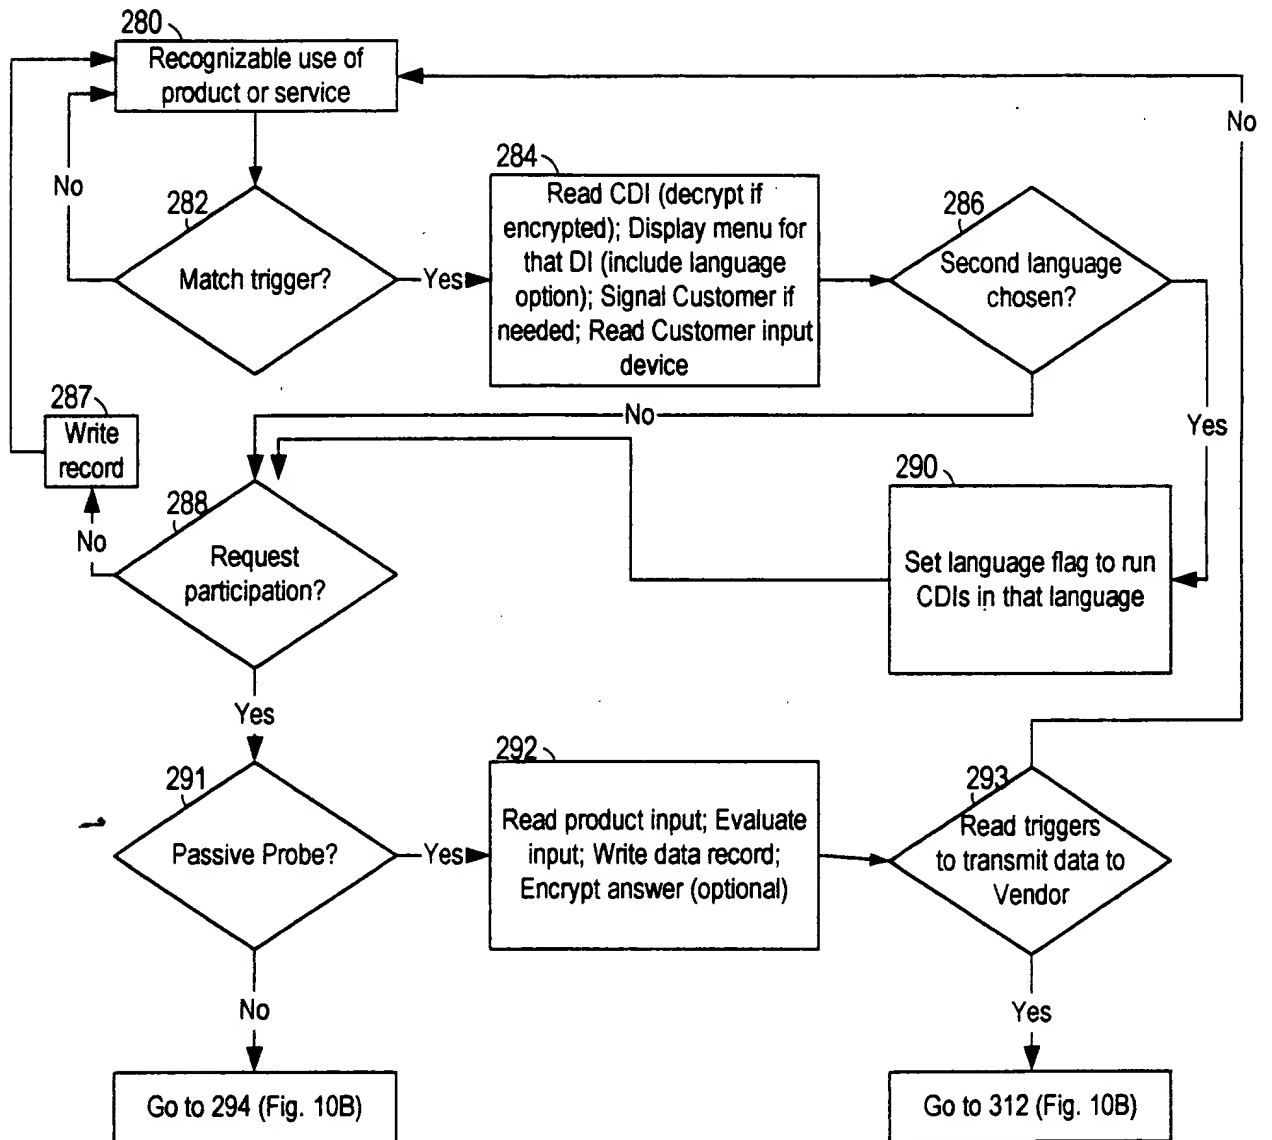 280
Recognizable use of
product or service
No
No
282
Match trigger?
Yes
284
Read CDI (decrypt if
encrypted); Display menu for
that DI (include language
option); Signal Customer if
needed; Read Customer input
device
286
Second language
chosen?
287
Write
record
No
Yes
288
No
Request
participation?
290
Set language flag to run
CDIs in that language
Yes
291
Passive Probe?
Yes
292
Read product input; Evaluate
input; Write data record;
Encrypt answer (optional)
293
Read triggers
to transmit data to
Vendor
No
Yes
Go to 294 (Fig. 10B)
Go to 312 (Fig. 10B)